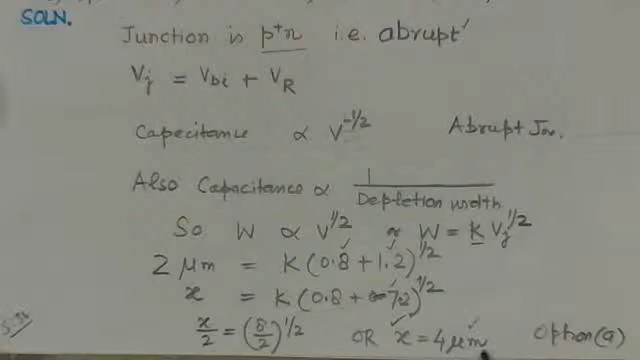 SOLN.
Junction is p⁺n i.e. abrupt
Vj = Vbi + VR
Capecitance ∝ V^-1/2 Abrupt Jn.
Also Capacitance ∝ 1 / Depletion width
So W ∝ V^1/2 or W = K Vj^1/2
2 μm = K (0.8 + 1.2)^1/2
x = K (0.8 + 7.2)^1/2
x/2 = (8/2)^1/2 OR x = 4 μm Option (a)